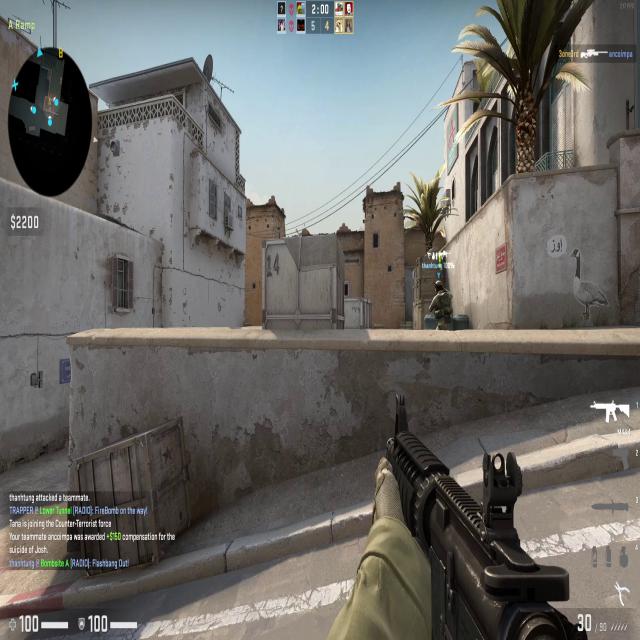 2:00
5 4
A Ramp
B
Somebld ancoimpa
$2200
thanhtung attacked a teammate.
TRAPPER @ Lower Tunnel (RADIO): FireBomb on the way!
is joining the Counter-Terrorist force
Your teammate ancoimpa was awarded +$150 compensation for the
suicide of Josh.
thanhtung @ Bombsite A (RADIO): Flashbang Out!
100 100
30 / 90